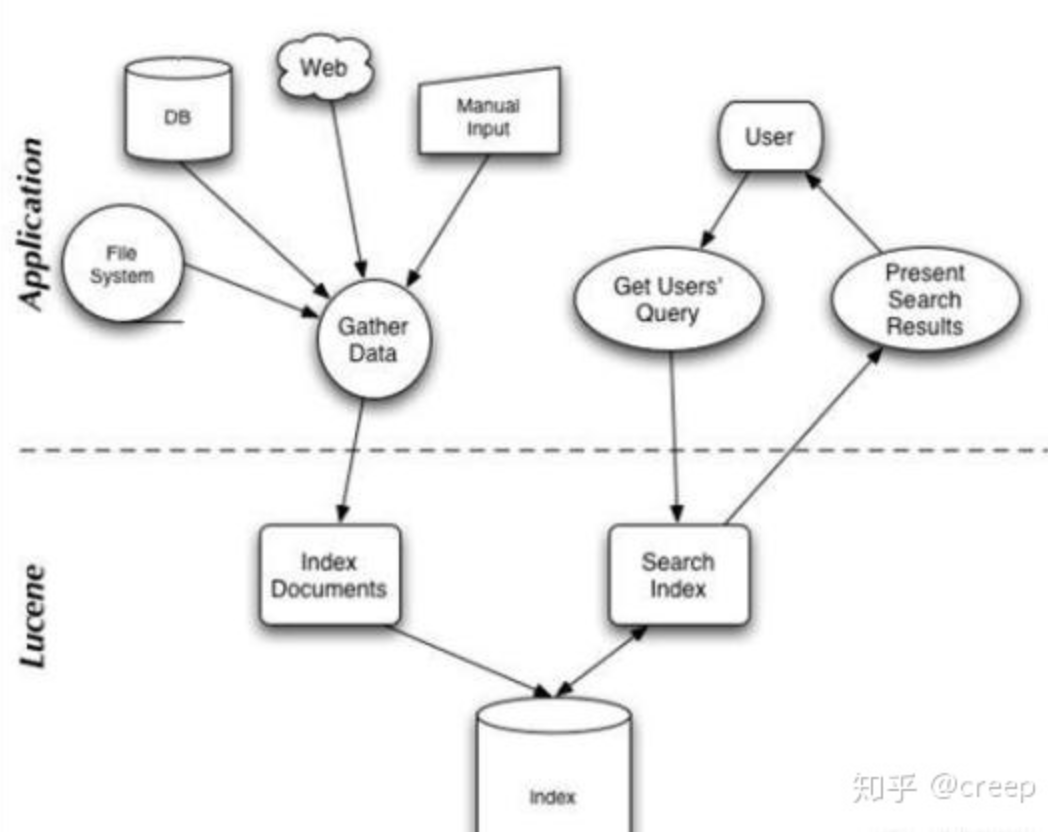 Web
DB
Manual
Input
User
Application
File
System
Get Users'
Query
Present
Search
Results
Gather
Data
Index
Documents
Search
Index
Lucene
Index
知乎 @creep